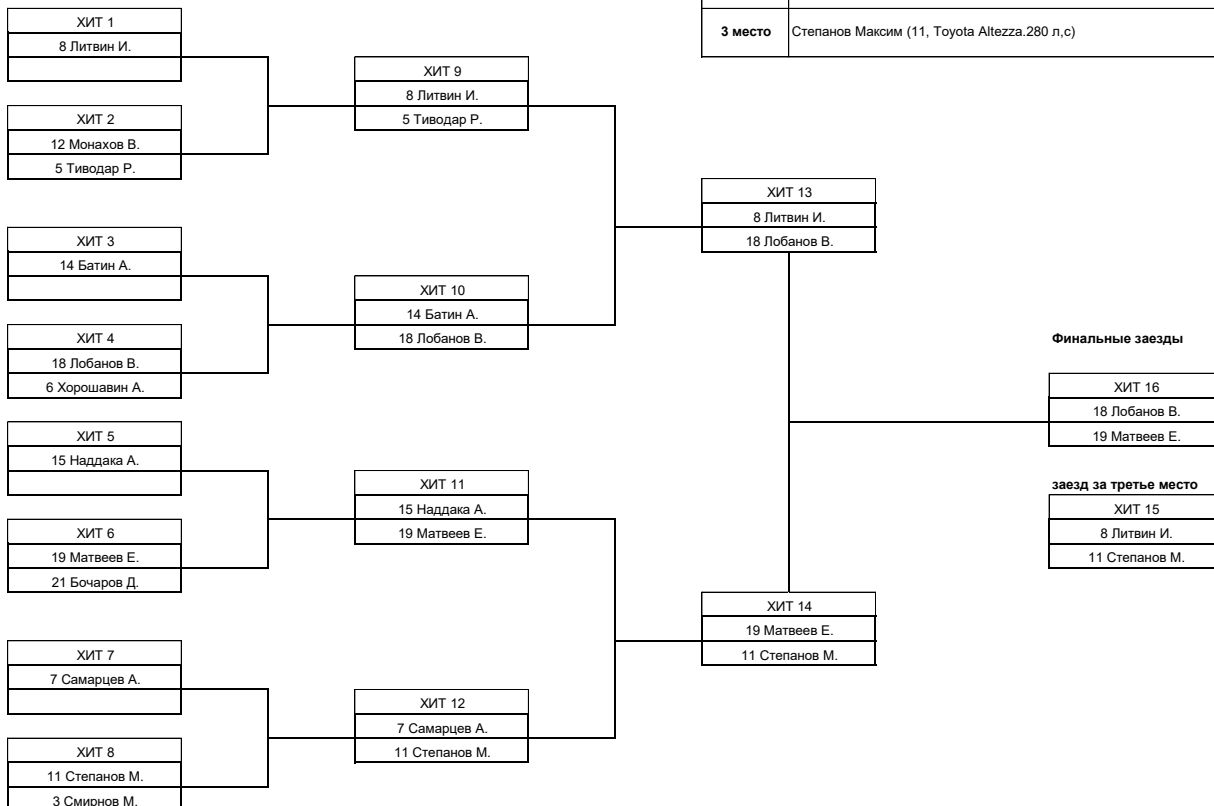 3 место Степанов Максим (11, Toyota Altezza.280 л,с)
ХИТ 1
8 Литвин И.
ХИТ 2
12 Монахов В.
5 Тиводар Р.
ХИТ 3
14 Батин А.
ХИТ 4
18 Лобанов В.
6 Хорошавин А.
ХИТ 5
15 Наддака А.
ХИТ 6
19 Матвеев Е.
21 Бочаров Д.
ХИТ 7
7 Самарцев А.
ХИТ 8
11 Степанов М.
3 Смирнов М.
ХИТ 9
8 Литвин И.
5 Тиводар Р.
ХИТ 10
14 Батин А.
18 Лобанов В.
ХИТ 11
15 Наддака А.
19 Матвеев Е.
ХИТ 12
7 Самарцев А.
11 Степанов М.
ХИТ 13
8 Литвин И.
18 Лобанов В.
ХИТ 14
19 Матвеев Е.
11 Степанов М.
Финальные заезды
ХИТ 16
18 Лобанов В.
19 Матвеев Е.
заезд за третье место
ХИТ 15
8 Литвин И.
11 Степанов М.